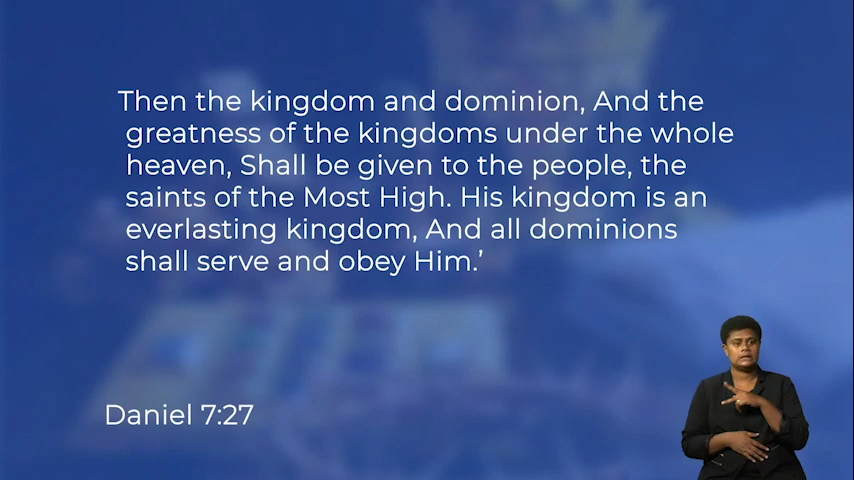 Then the kingdom and dominion, And the
greatness of the kingdoms under the whole
heaven, Shall be given to the people, the
saints of the Most High. His kingdom is an
everlasting kingdom, And all dominions
shall serve and obey Him.’
Daniel 7:27